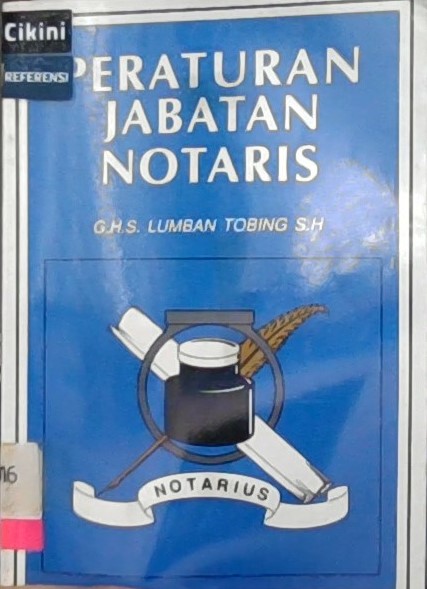 Cikini
REFERENSI
PERATURAN
JABATAN
NOTARIS
G.H.S. LUMBAN TOBING S.H
NOTARIUS